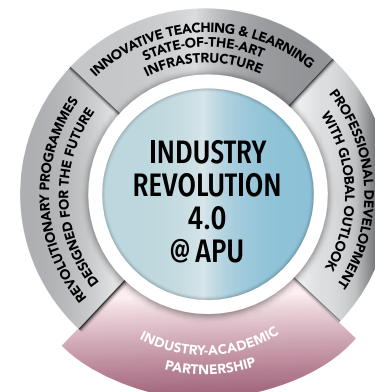 INNOVATIVE TEACHING & LEARNING
STATE-OF-THE-ART
INFRASTRUCTURE
REVOLUTIONARY PROGRAMMES
DESIGNED FOR THE FUTURE
INDUSTRY
REVOLUTION
4.0
@ APU
PROFESSIONAL DEVELOPMENT
WITH GLOBAL OUTLOOK
INDUSTRY-ACADEMIC
PARTNERSHIP